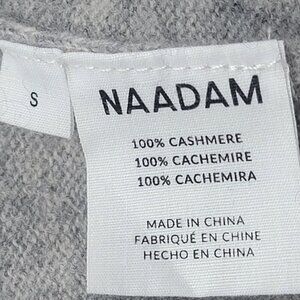 S
NAADAM
100% CASHMERE
100% CACHEMIRE
100% CACHEMIRA
MADE IN CHINA
FABRIQUÉ EN CHINE
HECHO EN CHINA